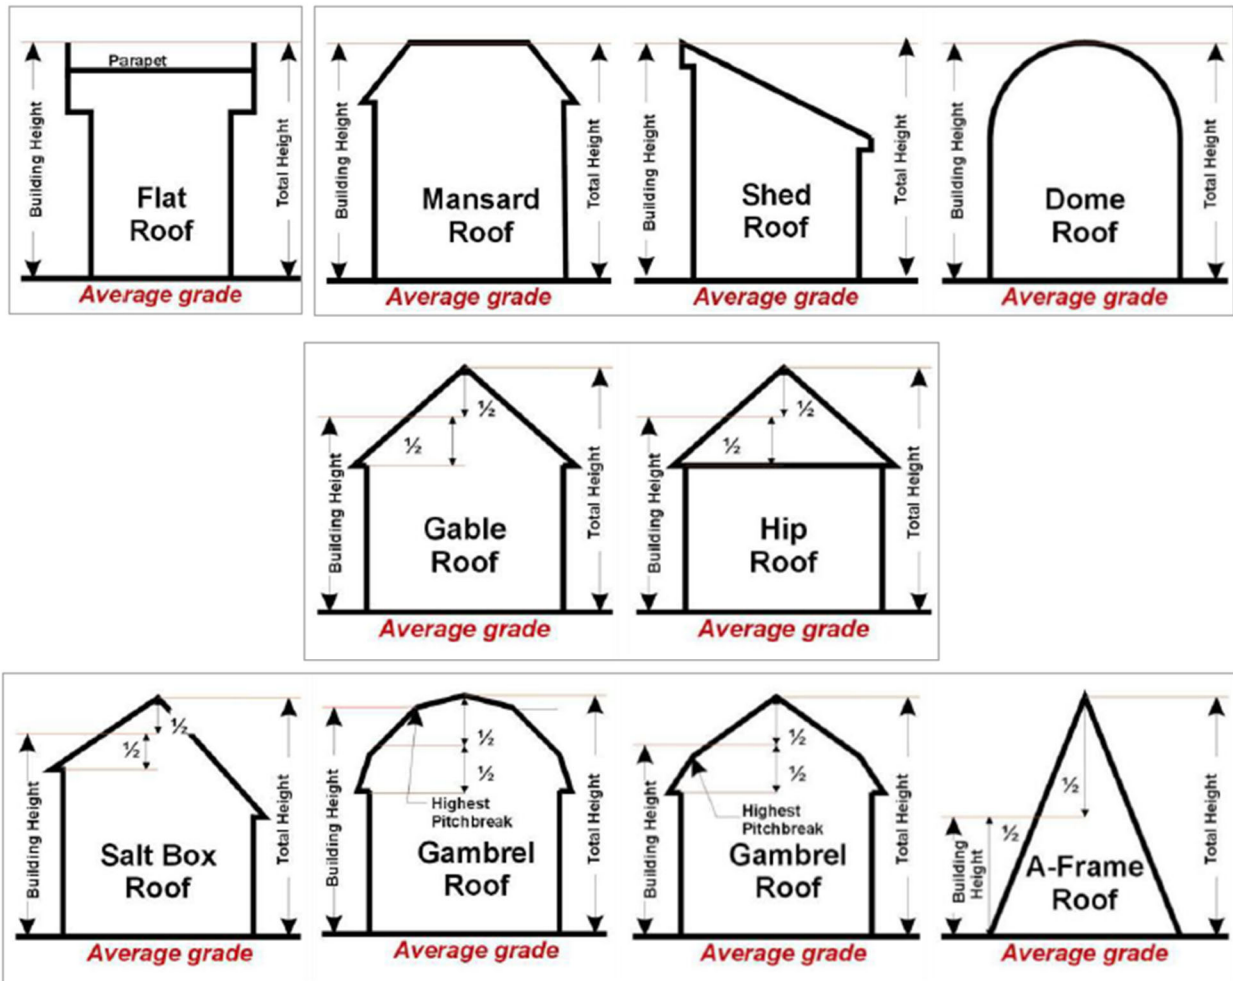 Parapet
Building Height
Total Height
Flat
Roof
Average grade
Building Height
Total Height
Mansard
Roof
Average grade
Building Height
Total Height
Shed
Roof
Average grade
Building Height
Total Height
Dome
Roof
Average grade
½
½
Building Height
Total Height
Gable
Roof
Average grade
½
½
Building Height
Total Height
Hip
Roof
Average grade
½
½
Building Height
Total Height
Salt Box
Roof
Average grade
½
½
Building Height
Total Height
Highest
Pitchbreak
Gambrel
Roof
Average grade
½
½
Building Height
Total Height
Highest
Pitchbreak
Gambrel
Roof
Average grade
½
½
Building
Height
Total Height
A-Frame
Roof
Average grade